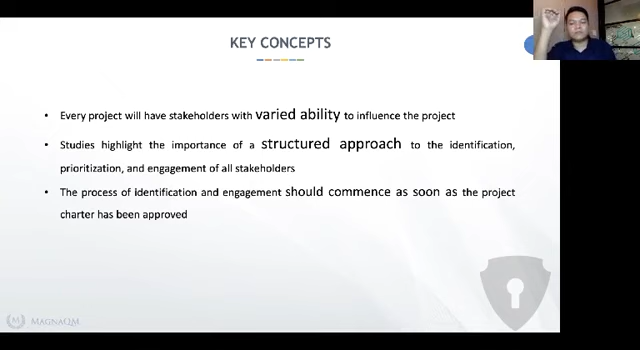 KEY CONCEPTS
• Every project will have stakeholders with varied ability to influence the project
• Studies highlight the importance of a structured approach to the identification,
prioritization, and engagement of all stakeholders
• The process of identification and engagement should commence as soon as the project
charter has been approved
MAGNAQM